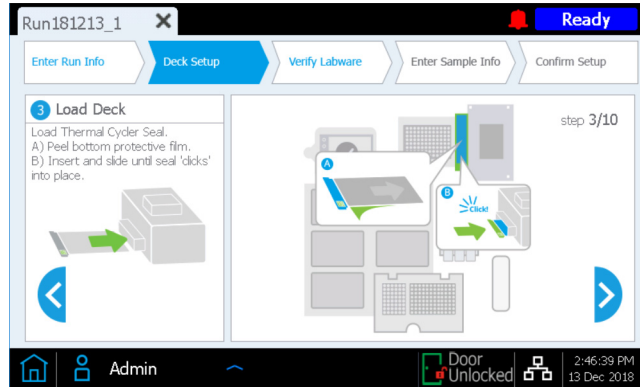 Run181213_1
Ready
Enter Run Info
Deck Setup
Verify Labware
Enter Sample Info
Confirm Setup
3 Load Deck
Load Thermal Cycler Seal.
A) Peel bottom protective film.
B) Insert and slide until seal 'clicks'
into place.
step 3/10
A
B
Click!
Admin
Door
Unlocked
2:46:39 PM
13 Dec 2018